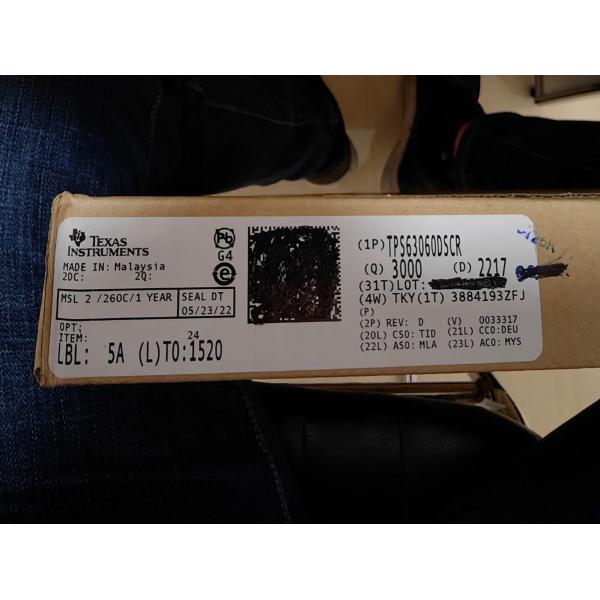 TEXAS
INSTRUMENTS
MADE IN: Malaysia
2DC: 2Q:
MSL 2 /260C/1 YEAR
SEAL DT
05/23/22
OPT:
ITEM: 24
LBL: 5A (L)TO:1520
Pb
G4
e
(1P) TPS63060DSCR
(Q) 3000 (D) 2217
(31T)LOT:
(4W) TKY(1T) 3884193ZFJ
(P)
(2P) REV: D (V) 0033317
(20L) CSO: TID (21L) CCO:DEU
(22L) ASO: MLA (23L) ACO: MYS